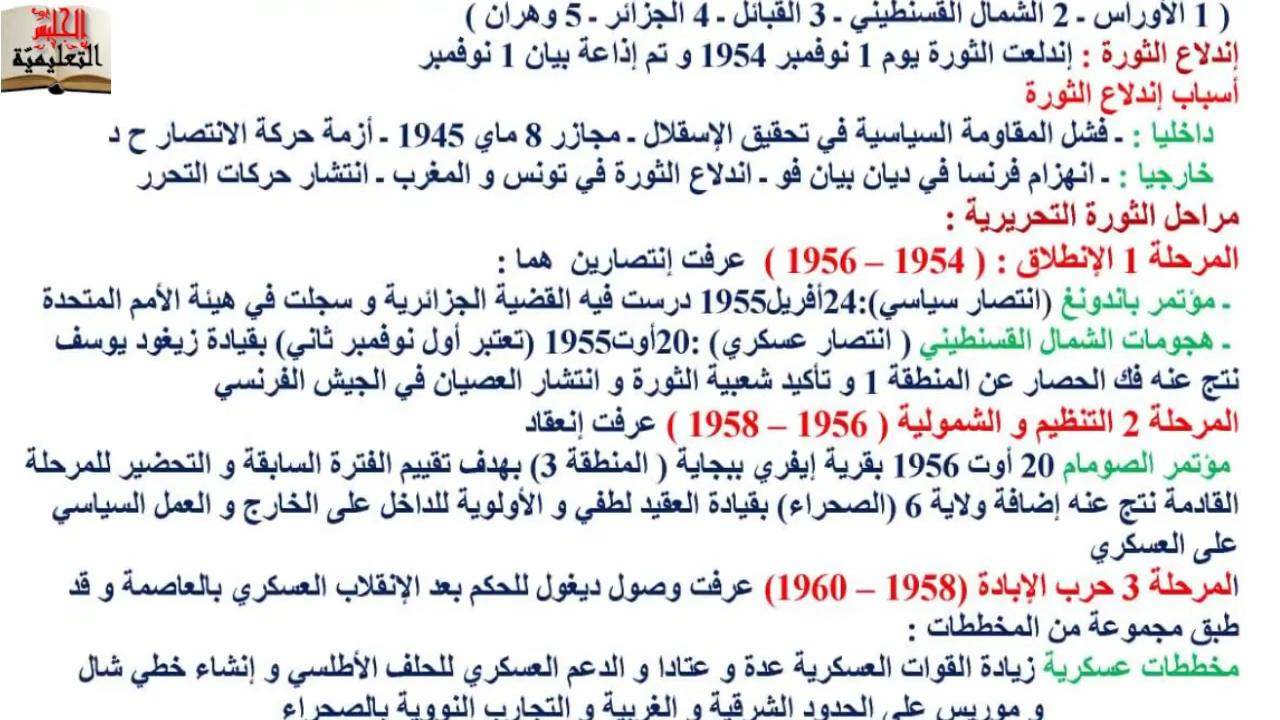 الجليس
التعليمية
( 1 الأوراس ـ 2 الشمال القسنطيني ـ 3 القبائل ـ 4 الجزائر ـ 5 وهران )
إندلاع الثورة : إندلعت الثورة يوم 1 نوفمبر 1954 و تم إذاعة بيان 1 نوفمبر
أسباب إندلاع الثورة
داخليا : ـ فشل المقاومة السياسية في تحقيق الإسقلال ـ مجازر 8 ماي 1945 ـ أزمة حركة الانتصار ح د
خارجيا : ـ انهزام فرنسا في ديان بيان فو ـ اندلاع الثورة في تونس و المغرب ـ انتشار حركات التحرر
مراحل الثورة التحريرية :
المرحلة 1 الإنطلاق : ( 1954 – 1956 ) عرفت إنتصارين هما :
ـ مؤتمر باندونغ (انتصار سياسي):24أفريل1955 درست فيه القضية الجزائرية و سجلت في هيئة الأمم المتحدة
ـ هجومات الشمال القسنطيني ( انتصار عسكري) :20أوت1955 (تعتبر أول نوفمبر ثاني) بقيادة زيغود يوسف
نتج عنه فك الحصار عن المنطقة 1 و تأكيد شعبية الثورة و انتشار العصيان في الجيش الفرنسي
المرحلة 2 التنظيم و الشمولية ( 1956 – 1958 ) عرفت إنعقاد
مؤتمر الصومام 20 أوت 1956 بقرية إيفري ببجاية ( المنطقة 3) بهدف تقييم الفترة السابقة و التحضير للمرحلة
القادمة نتج عنه إضافة ولاية 6 (الصحراء) بقيادة العقيد لطفي و الأولوية للداخل على الخارج و العمل السياسي
على العسكري
المرحلة 3 حرب الإبادة (1958 – 1960) عرفت وصول ديغول للحكم بعد الإنقلاب العسكري بالعاصمة و قد
طبق مجموعة من المخططات :
مخططات عسكرية زيادة القوات العسكرية عدة و عتادا و الدعم العسكري للحلف الأطلسي و إنشاء خطي شال
و موريس على الحدود الشرقية و الغربية و التجارب النووية بالصحراء